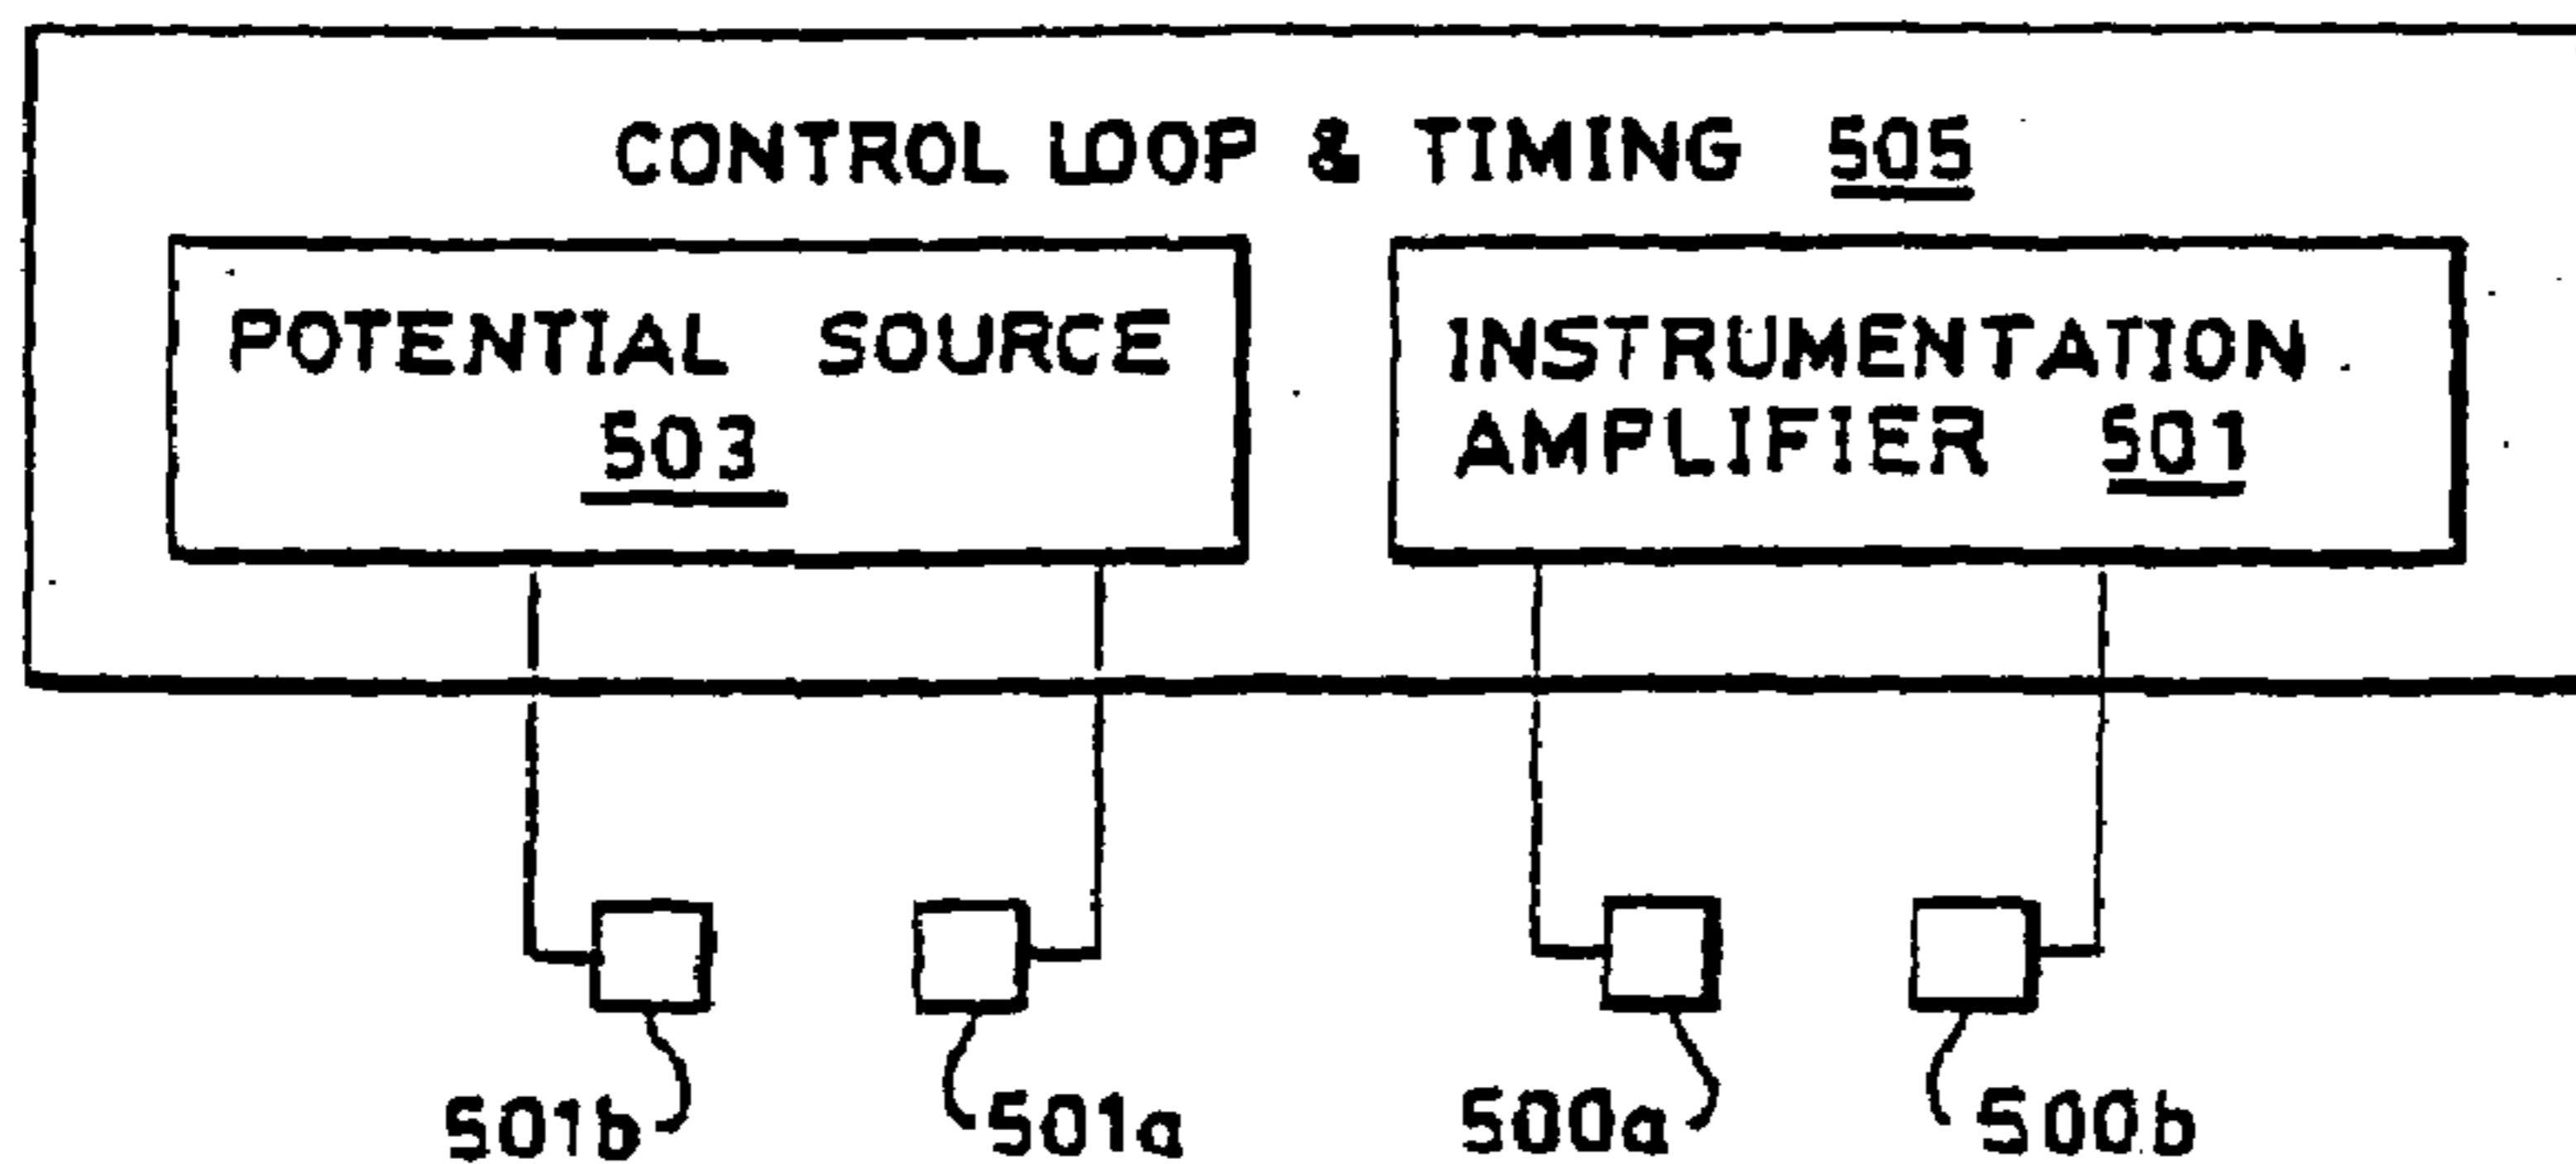 CONTROL LOOP & TIMING 505
POTENTIAL SOURCE
503
INSTRUMENTATION
AMPLIFIER 501
501b
501a
500a
500b